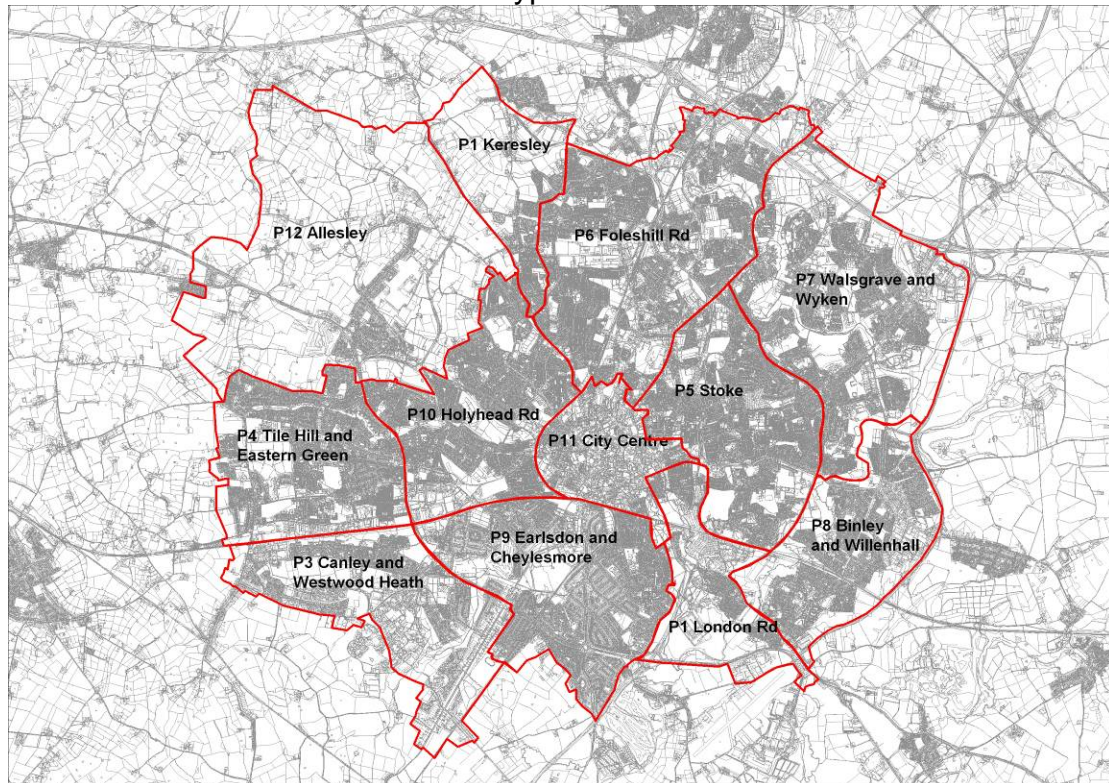 P1 Keresley
P12 Allesley
P6 Foleshill Rd
P7 Walsgrave and
Wyken
P5 Stoke
P10 Holyhead Rd
P11 City Centre
P4 Tile Hill and
Eastern Green
P9 Earlsdon and
Cheylesmore
P8 Binley
and Willenhall
P3 Canley and
Westwood Heath
P1 London Rd